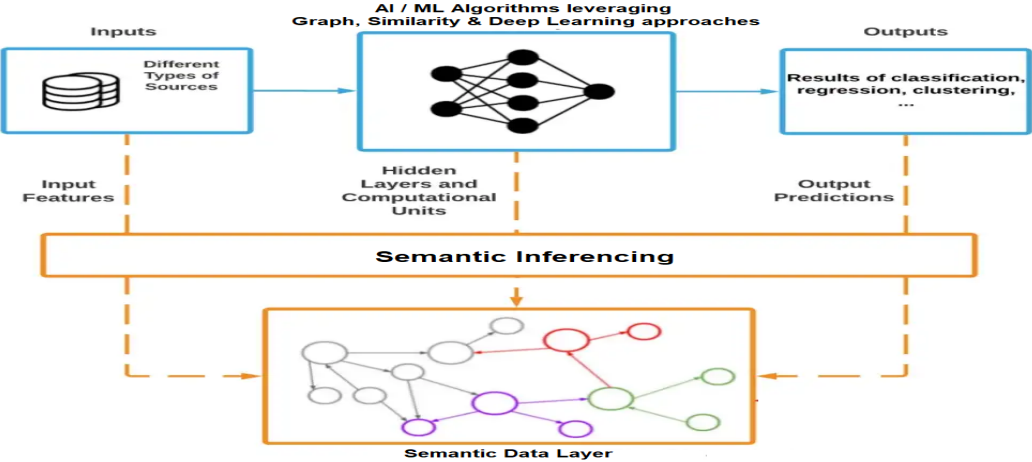 AI / ML Algorithms leveraging
Graph, Similarity & Deep Learning approaches
Inputs
Outputs
Different
Types of
Sources
Results of classification,
regression, clustering,
...
Input
Features
Hidden
Layers and
Computational
Units
Output
Predictions
Semantic Inferencing
Semantic Data Layer